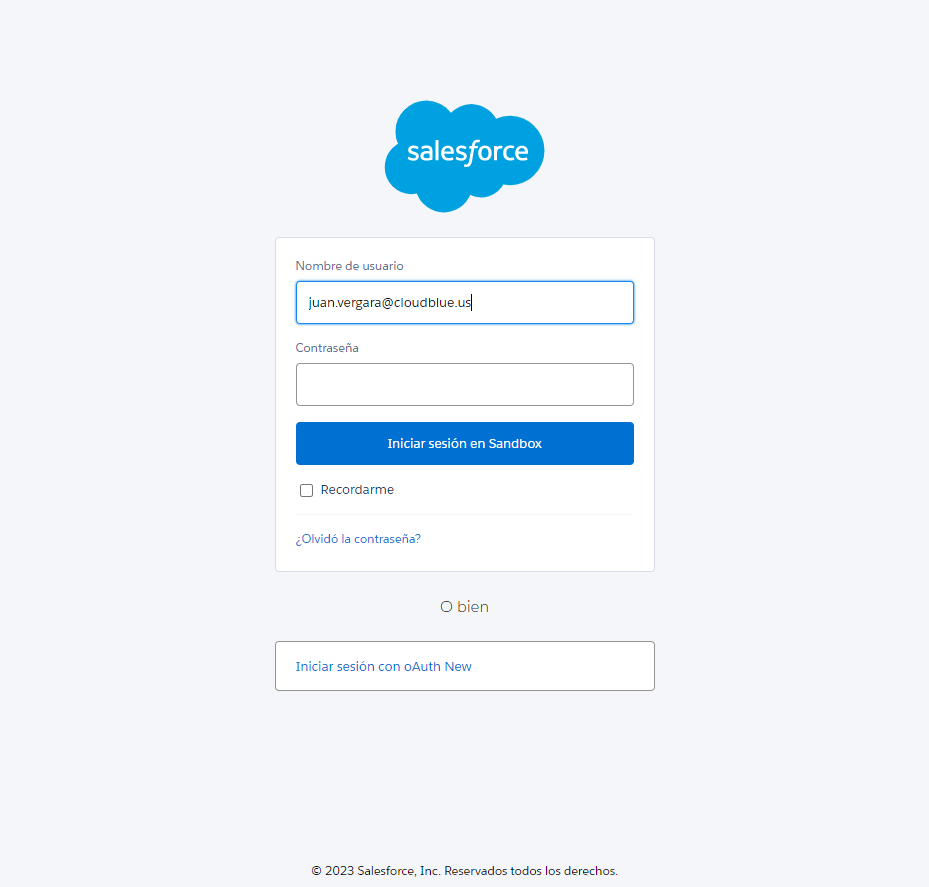 salesforce
Nombre de usuario
juan.vergara@cloudblue.us
Contraseña
Iniciar sesión en Sandbox
Recordarme
¿Olvidó la contraseña?
O bien
Iniciar sesión con oAuth New
© 2023 Salesforce, Inc. Reservados todos los derechos.